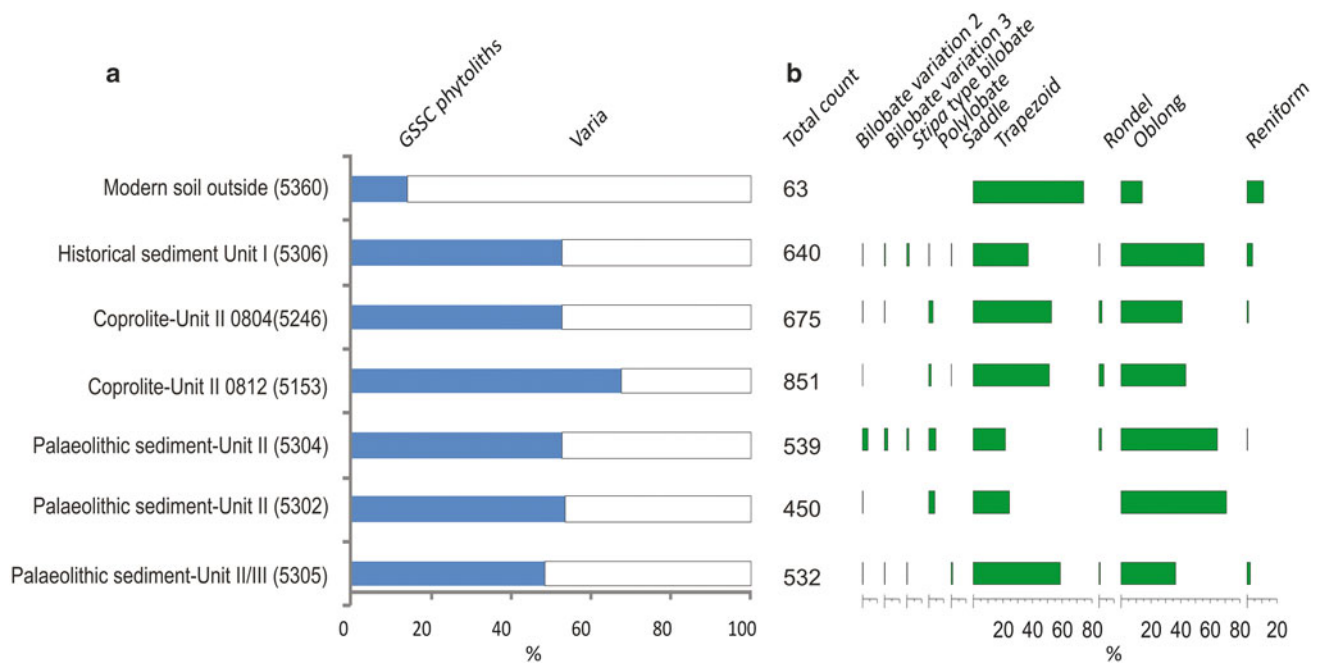 a
GSSC phytoliths
Varia
b
Total count
Bilobate variation 2
Bilobate variation 3
Stipa type bilobate
Polylobate
Saddle
Trapezoid
Rondel
Oblong
Reniform
Modern soil outside (5360)
63
Historical sediment Unit I (5306)
640
Coprolite-Unit II 0804(5246)
675
Coprolite-Unit II 0812 (5153)
851
Palaeolithic sediment-Unit II (5304)
539
Palaeolithic sediment-Unit II (5302)
450
Palaeolithic sediment-Unit II/III (5305)
532
0 20 40 60 80 100
%
20 40 60 80 20 40 60 80 20
%